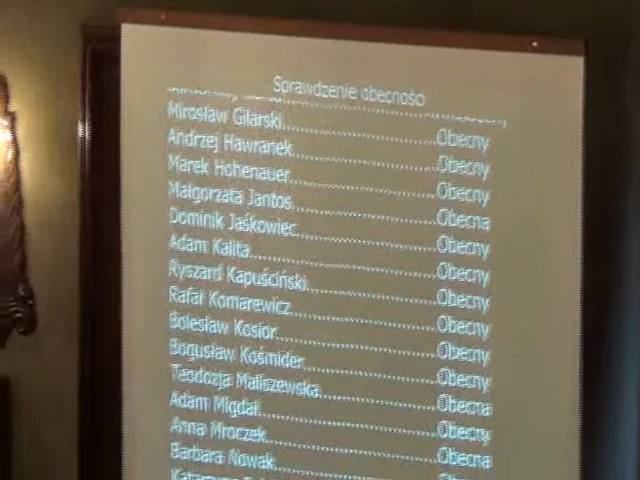 Sprawdzenie obecności
Mirosław Gilarski........................Obecny
Andrzej Hawranek........................Obecny
Marek Hohenauer........................Obecny
Małgorzata Jantos........................Obecna
Dominik Jaśkowiec........................Obecny
Adam Kalita........................Obecny
Ryszard Kapuściński........................Obecny
Rafał Komarewicz........................Obecny
Bolesław Kosior........................Obecny
Bogusław Kośmider........................Obecny
Teodozja Maliszewska........................Obecna
Adam Migdał........................Obecny
Anna Mroczek........................Obecna
Barbara Nowak........................